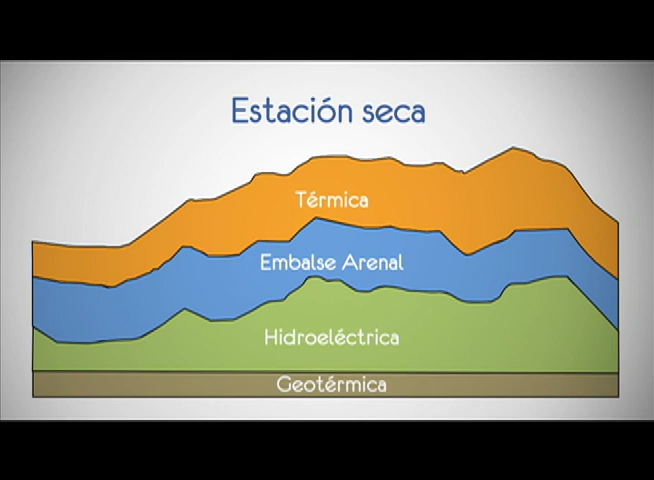 Estación seca
Térmica
Embalse Arenal
Hidroeléctrica
Geotérmica